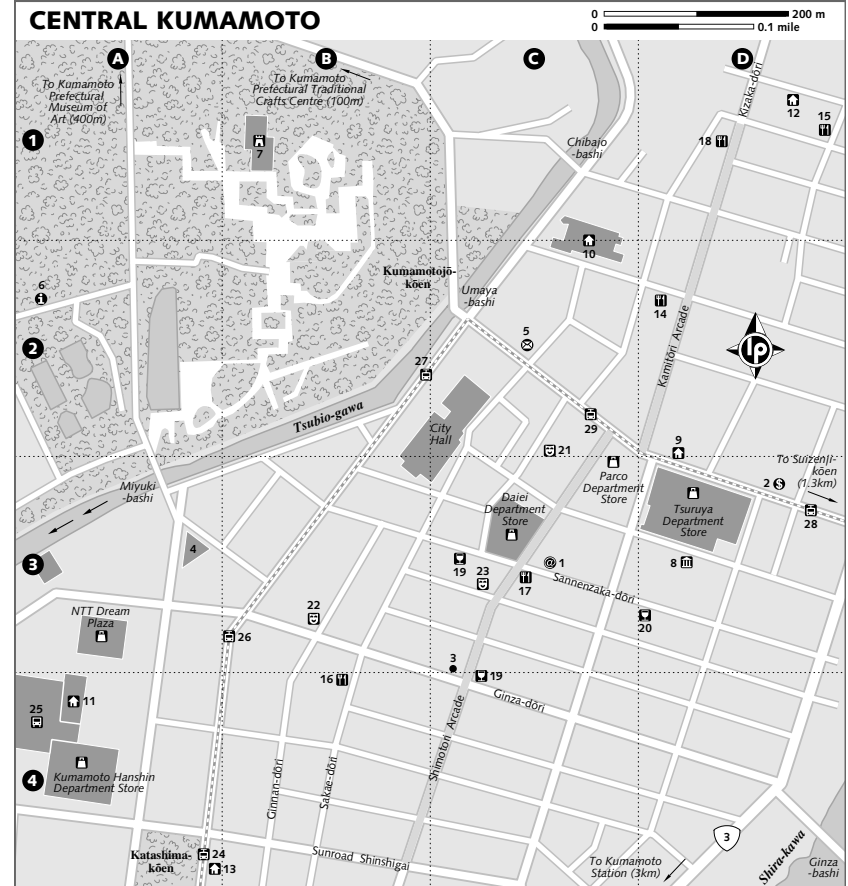 CENTRAL KUMAMOTO
0 200 m
0 0.1 mile
A
B
C
D
To Kumamoto
Prefectural
Museum of
Art (400m)
To Kumamoto
Prefectural Traditional
Crafts Centre (100m)
Kizaka-dōri
12
15
1
7
18
Chibajo
-bashi
10
Kumamotojō-
kōen
Umaya
-bashi
6
14
5
2
27
Kamitōri Arcade
lp
Tsubio-gawa
City
Hall
29
9
21
To Suizenji-
kōen
(1.3km)
Miyuki
-bashi
Parco
Department
Store
2
Daiei
Department
Store
Tsuruya
Department
Store
28
3
4
19
23
1
17
8
Sannenzaka-dōri
NTT Dream
Plaza
22
20
26
3
16
19
Ginza-dōri
11
25
Shimotori Arcade
4
Kumamoto Hanshin
Department Store
Ginnan-dōri
Sakae-dōri
3
Katashima-
kōen
24
13
Sunroad Shinshigai
To Kumamoto
Station (3km)
Shira-kawa
Ginza
-bashi